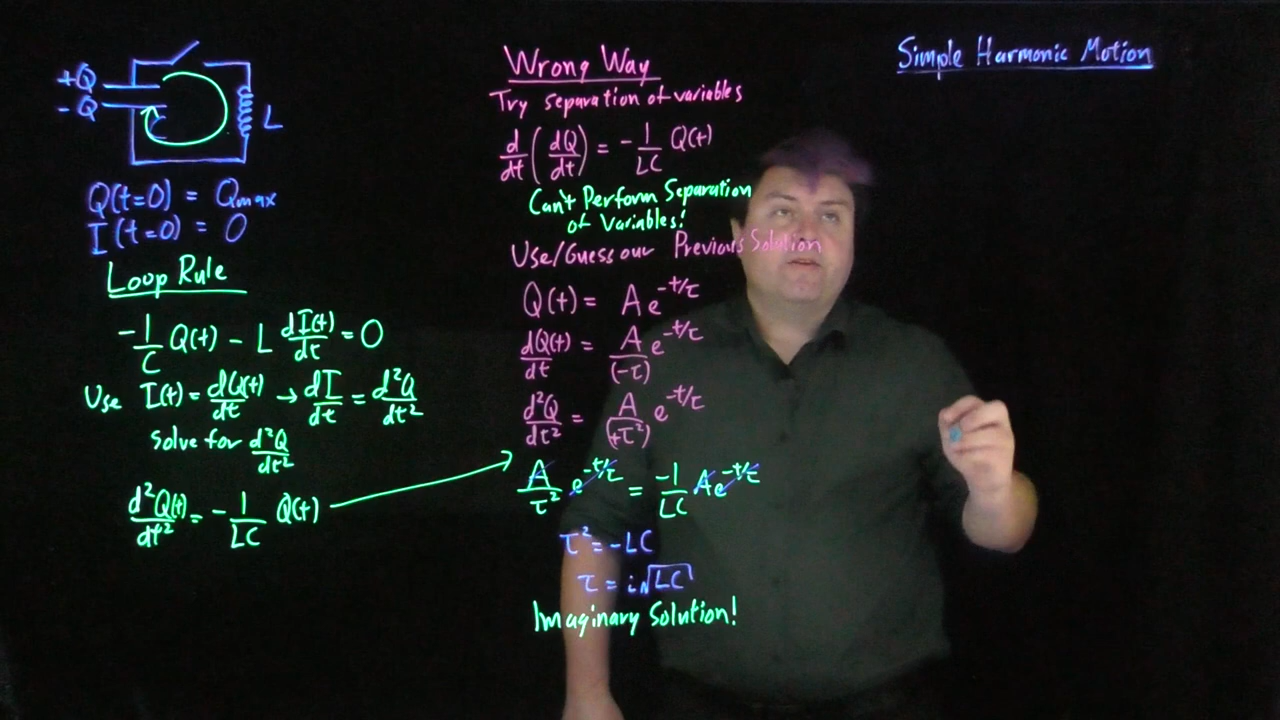 +Q
-Q
C
L
Q(t=0) = Qmax
I(t=0) = 0
Loop Rule
-1/C Q(t) - L dI(t)/dt = 0
Use I(t) = dQ(t)/dt → dI/dt = d²Q/dt²
Solve for d²Q/dt²
d²Q(t)/dt² = -1/LC Q(t)
Wrong Way
Try separation of variables
d/dt (dQ/dt) = -1/LC Q(t)
Can't Perform Separation
of Variables!
Use/Guess our Previous Solution
Q(t) = A e^-t/τ
dQ(t)/dt = A/(-τ) e^-t/τ
d²Q/dt² = A/(+τ²) e^-t/τ
A/τ² e^-t/τ = -1/LC A e^-t/τ
τ² = -LC
τ = i√LC
Imaginary Solution!
Simple Harmonic Motion